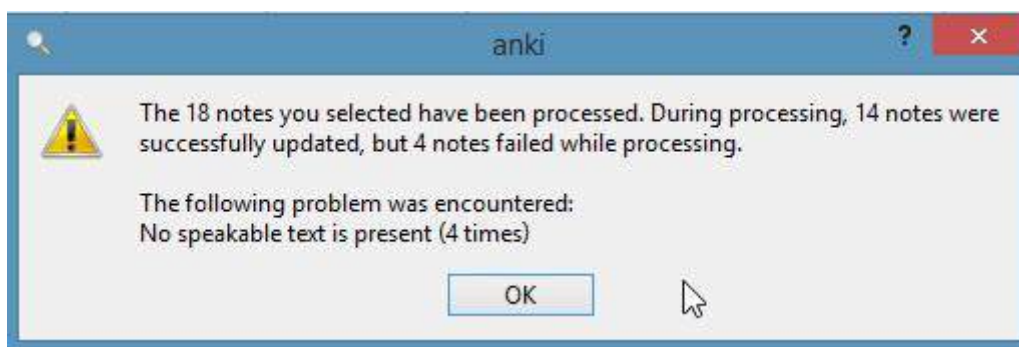 anki
?
The 18 notes you selected have been processed. During processing, 14 notes were
successfully updated, but 4 notes failed while processing.
The following problem was encountered:
No speakable text is present (4 times)
OK